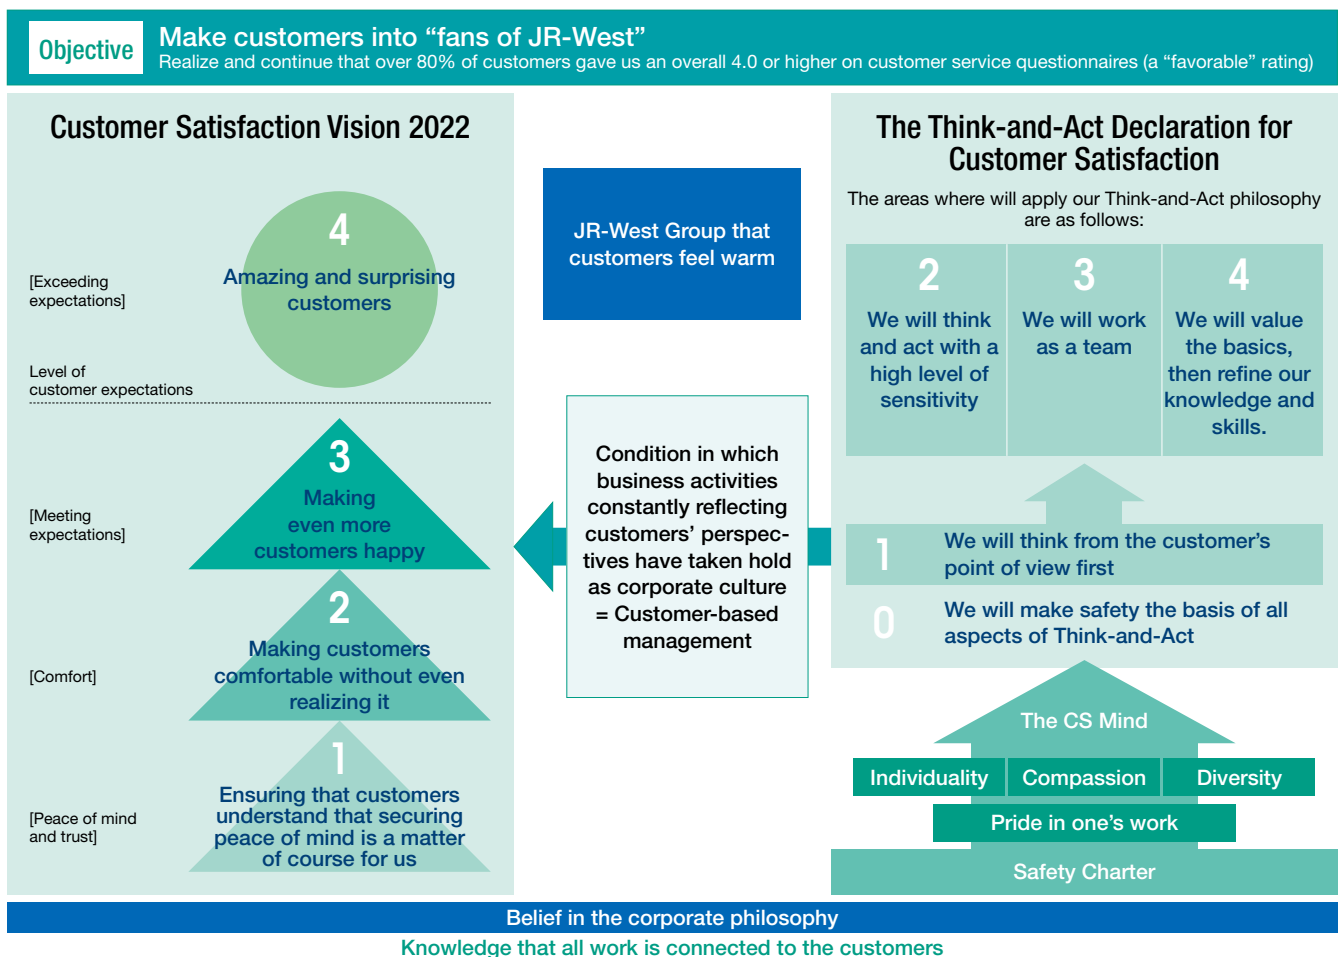 Objective
Make customers into “fans of JR-West”
Realize and continue that over 80% of customers gave us an overall 4.0 or higher on customer service questionnaires (a “favorable” rating)
Customer Satisfaction Vision 2022
4
Amazing and surprising
customers
[Exceeding
expectations]
Level of
customer expectations
3
Making
even more
customers happy
[Meeting
expectations]
2
Making customers
comfortable without even
realizing it
[Comfort]
1
Ensuring that customers
understand that securing
peace of mind is a matter
of course for us
[Peace of mind
and trust]
JR-West Group that
customers feel warm
Condition in which
business activities
constantly reflecting
customers’ perspec-
tives have taken hold
as corporate culture
= Customer-based
management
The Think-and-Act Declaration for
Customer Satisfaction
The areas where will apply our Think-and-Act philosophy
are as follows:
2
We will think
and act with a
high level of
sensitivity
3
We will work
as a team
4
We will value
the basics,
then refine our
knowledge and
skills.
1
We will think from the customer’s
point of view first
0
We will make safety the basis of all
aspects of Think-and-Act
The CS Mind
Individuality
Compassion
Diversity
Pride in one’s work
Safety Charter
Belief in the corporate philosophy
Knowledge that all work is connected to the customers